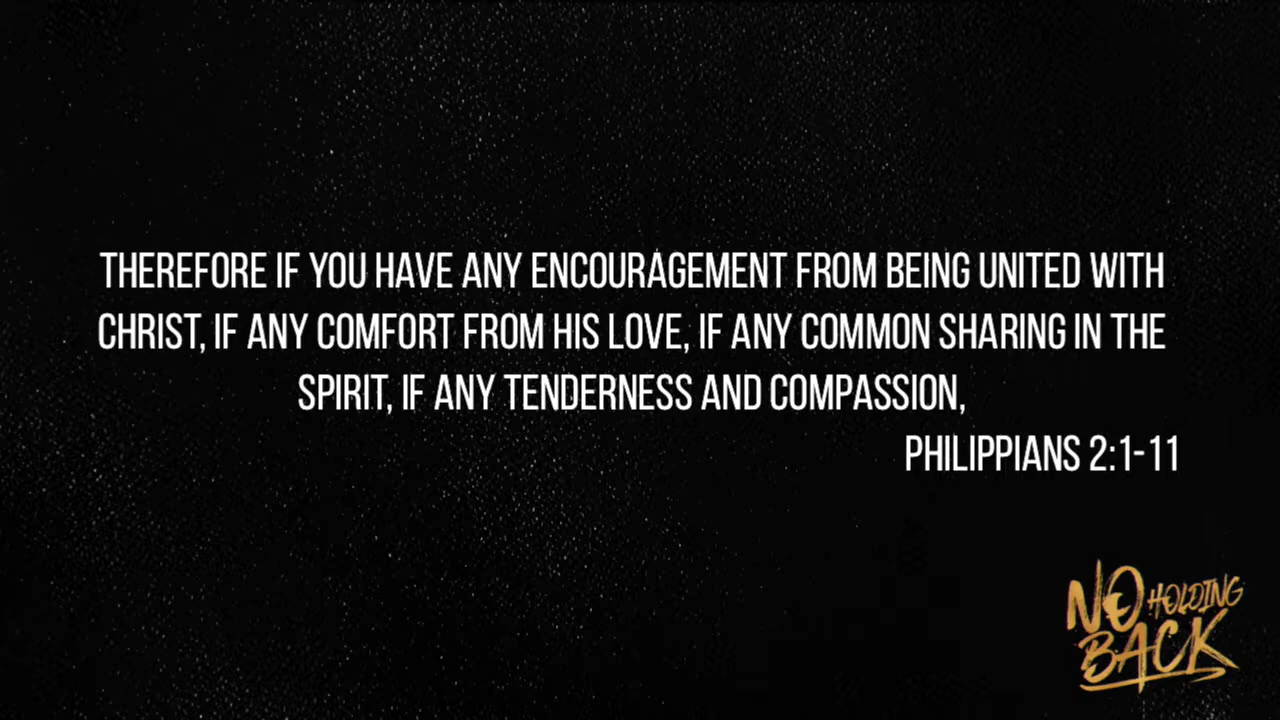 THEREFORE IF YOU HAVE ANY ENCOURAGEMENT FROM BEING UNITED WITH
CHRIST, IF ANY COMFORT FROM HIS LOVE, IF ANY COMMON SHARING IN THE
SPIRIT, IF ANY TENDERNESS AND COMPASSION,
PHILIPPIANS 2:1-11
NO HOLDING
BACK